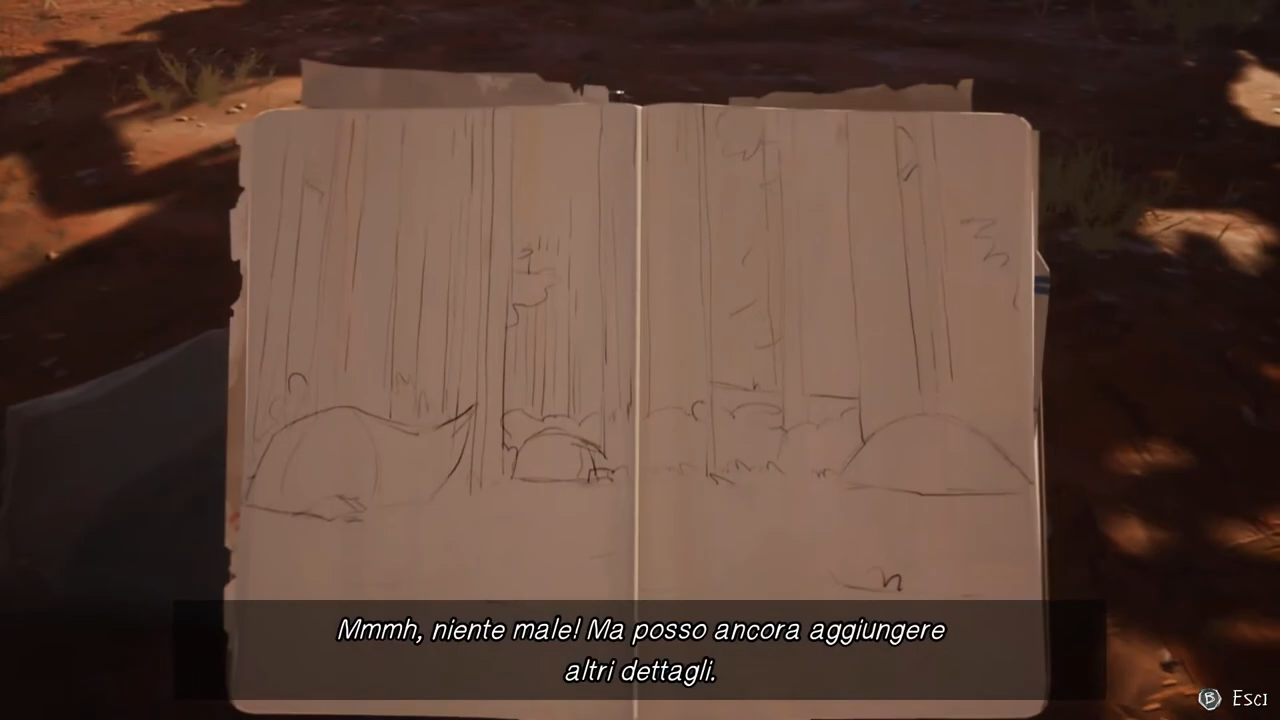 Mmmh, niente male! Ma posso ancora aggiungere
altri dettagli.
B Esci